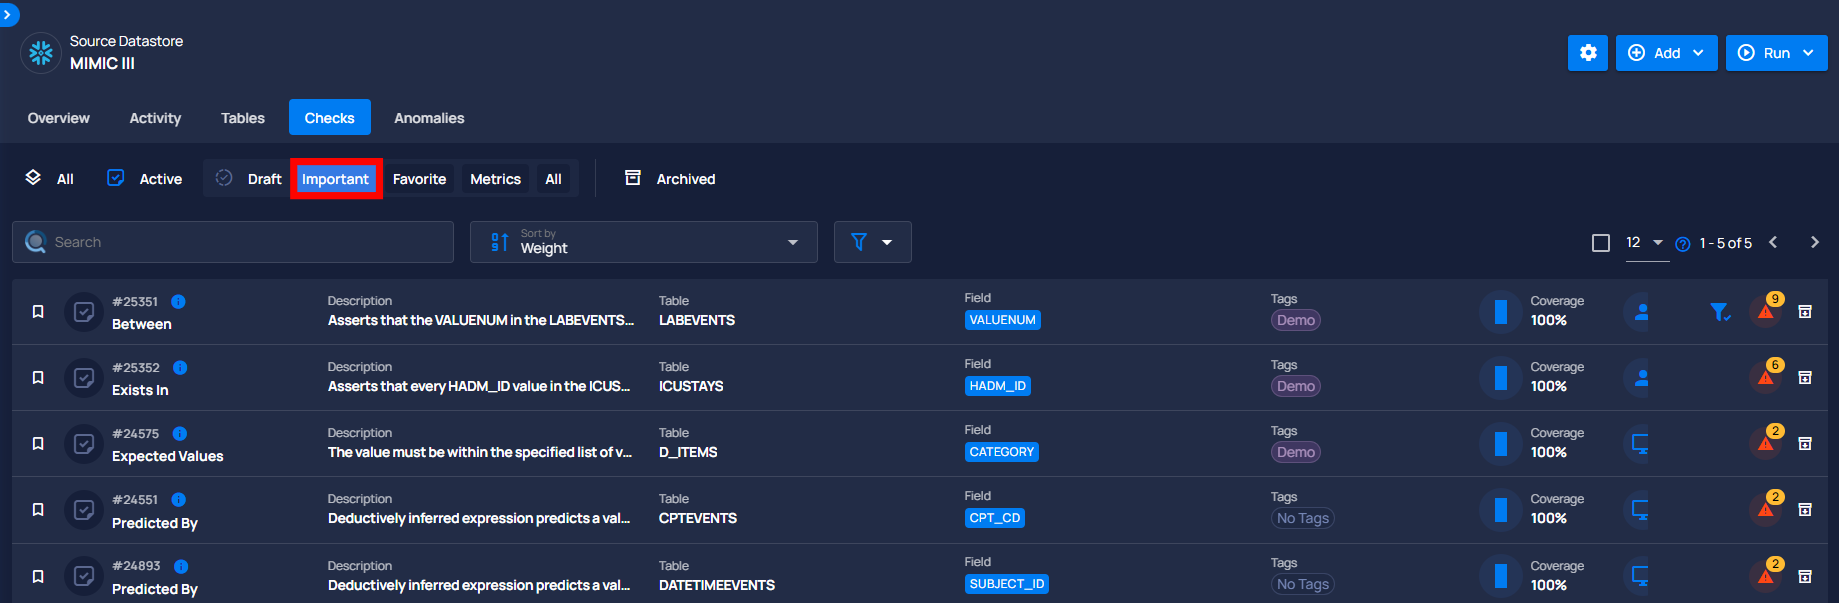 Source Datastore
MIMIC III
Add
Run
Overview
Activity
Tables
Checks
Anomalies
All
Active
Draft
Important
Favorite
Metrics
All
Archived
Search
Sort by
Weight
12
1 - 5 of 5
#25351
Between
Description
Asserts that the VALUENUM in the LABEVENTS...
Table
LABEVENTS
Field
VALUENUM
Tags
Demo
Coverage
100%
9
#25352
Exists In
Description
Asserts that every HADM_ID value in the ICUS...
Table
ICUSTAYS
Field
HADM_ID
Tags
Demo
Coverage
100%
6
#24575
Expected Values
Description
The value must be within the specified list of v...
Table
D_ITEMS
Field
CATEGORY
Tags
Demo
Coverage
100%
2
#24551
Predicted By
Description
Deductively inferred expression predicts a val...
Table
CPTEVENTS
Field
CPT_CD
Tags
No Tags
Coverage
100%
2
#24893
Predicted By
Description
Deductively inferred expression predicts a val...
Table
DATETIMEEVENTS
Field
SUBJECT_ID
Tags
No Tags
Coverage
100%
2